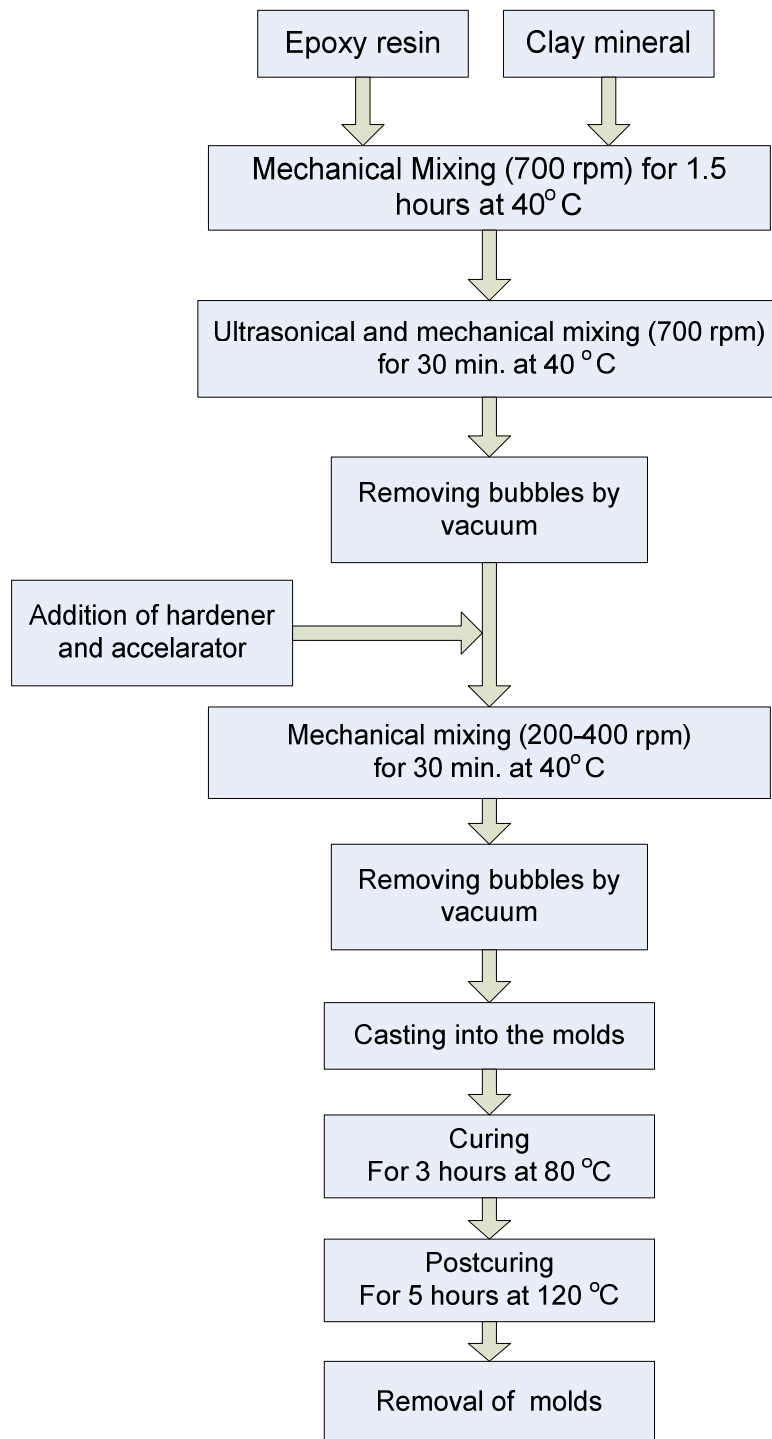 Epoxy resin
Clay mineral
Mechanical Mixing (700 rpm) for 1.5
hours at 40°C
Ultrasonical and mechanical mixing (700 rpm)
for 30 min. at 40 °C
Removing bubbles by
vacuum
Addition of hardener
and accelarator
Mechanical mixing (200-400 rpm)
for 30 min. at 40°C
Removing bubbles by
vacuum
Casting into the molds
Curing
For 3 hours at 80 °C
Postcuring
For 5 hours at 120 °C
Removal of molds